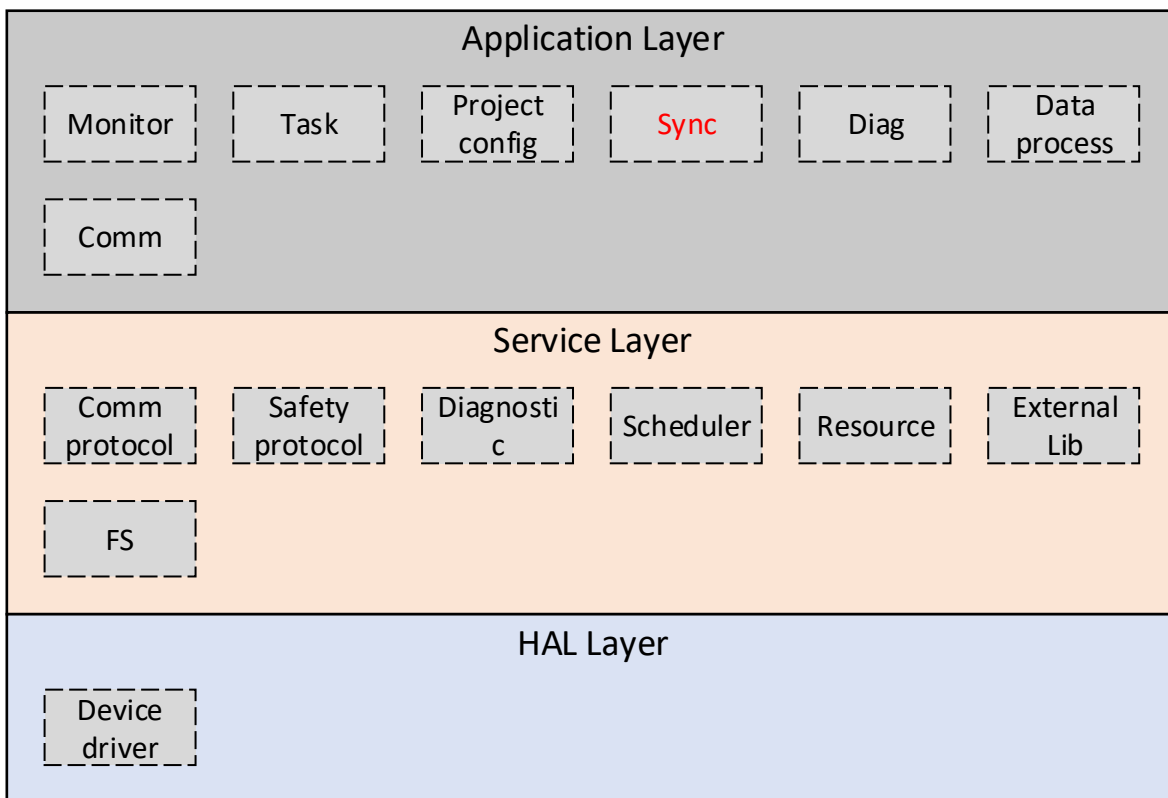 Application Layer
Monitor
Task
Project
config
Sync
Diag
Data
process
Comm
Service Layer
Comm
protocol
Safety
protocol
Diagnosti
c
Scheduler
Resource
External
Lib
FS
HAL Layer
Device
driver